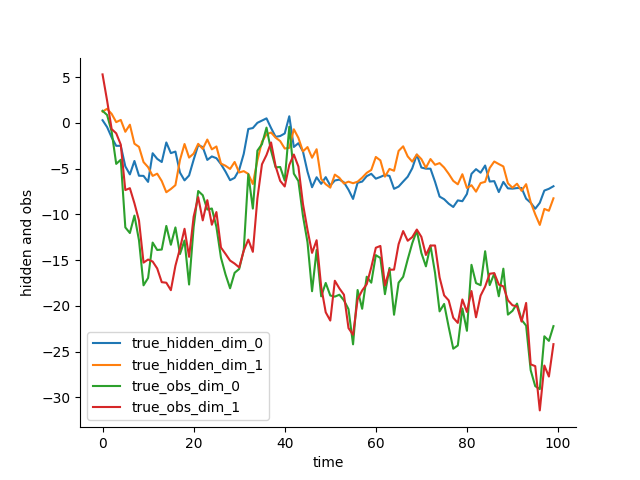 5
0
−5
−10
−15
−20
−25
−30
hidden and obs
true_hidden_dim_0
true_hidden_dim_1
true_obs_dim_0
true_obs_dim_1
0 20 40 60 80 100
time